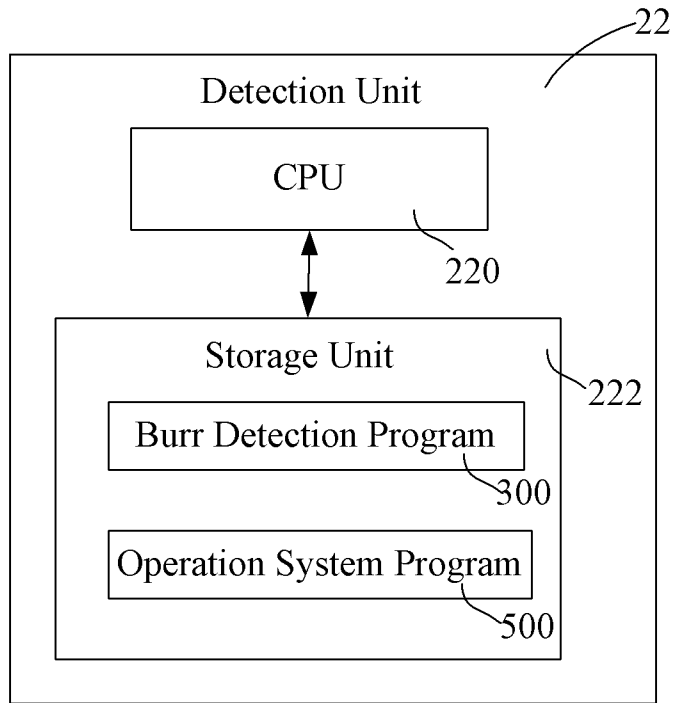 22
Detection Unit
CPU
220
Storage Unit
222
Burr Detection Program
300
Operation System Program
500